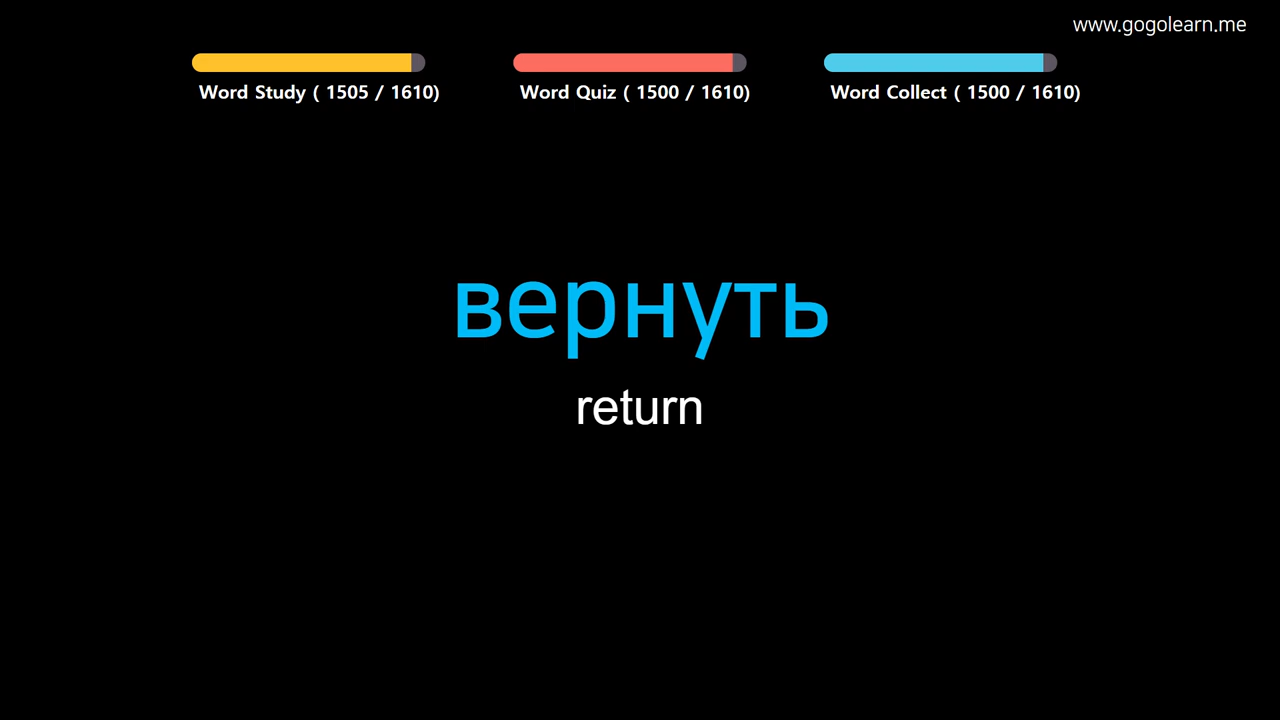 www.gogolearn.me
Word Study ( 1505 / 1610)
Word Quiz ( 1500 / 1610)
Word Collect ( 1500 / 1610)
вернуть
return